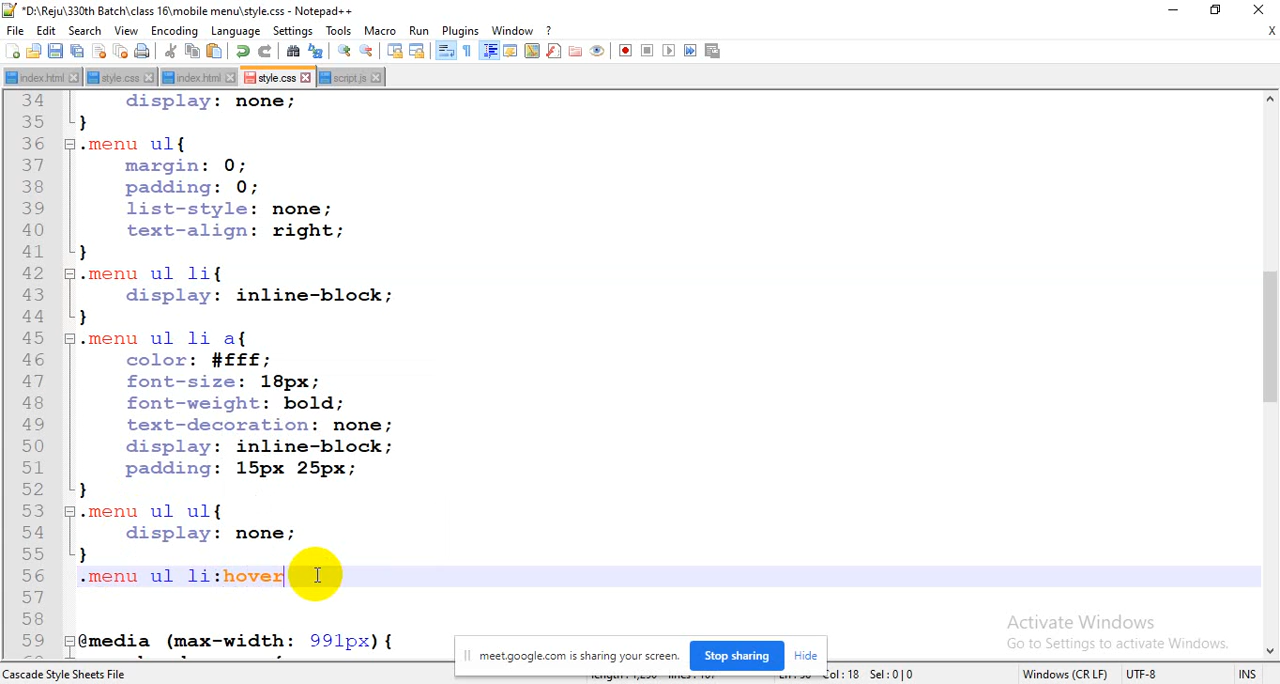 *D:\Reju\330th Batch\class 16\mobile menu\style.css - Notepad++
File Edit Search View Encoding Language Settings Tools Macro Run Plugins Window ? X
index.html style.css index.html style.css script.js
34 display: none;
35 }
36 .menu ul{
37 margin: 0;
38 padding: 0;
39 list-style: none;
40 text-align: right;
41 }
42 .menu ul li{
43 display: inline-block;
44 }
45 .menu ul li a{
46 color: #fff;
47 font-size: 18px;
48 font-weight: bold;
49 text-decoration: none;
50 display: inline-block;
51 padding: 15px 25px;
52 }
53 .menu ul ul{
54 display: none;
55 }
56 .menu ul li:hover
57
58
59 @media (max-width: 991px){
Activate Windows
Go to Settings to activate Windows.
meet.google.com is sharing your screen. Stop sharing Hide
Cascade Style Sheets File Col : 18 Sel : 0 | 0 Windows (CR LF) UTF-8 INS